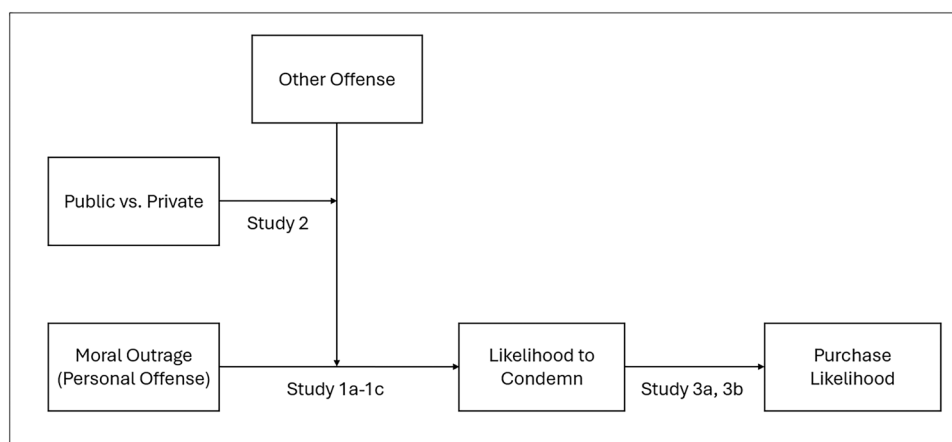 Other Offense
Public vs. Private
Study 2
Moral Outrage
(Personal Offense)
Study 1a-1c
Likelihood to
Condemn
Study 3a, 3b
Purchase
Likelihood